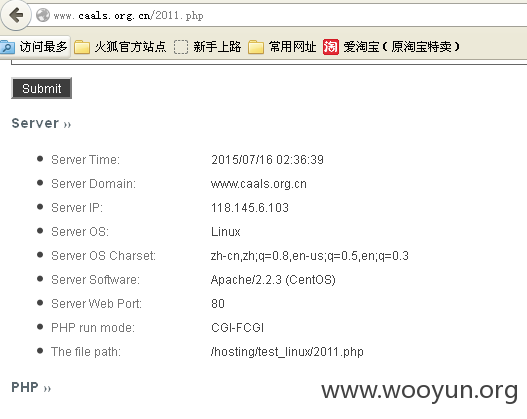 www.caals.org.cn/2011.php
访问最多 火狐官方站点 新手上路 常用网址 淘 爱淘宝（原淘宝特卖）
Submit
Server ››
Server Time: 2015/07/16 02:36:39
Server Domain: www.caals.org.cn
Server IP: 118.145.6.103
Server OS: Linux
Server OS Charset: zh-cn,zh;q=0.8,en-us;q=0.5,en;q=0.3
Server Software: Apache/2.2.3 (CentOS)
Server Web Port: 80
PHP run mode: CGI-FCGI
The file path: /hosting/test_linux/2011.php
PHP ››
www.wooyun.org